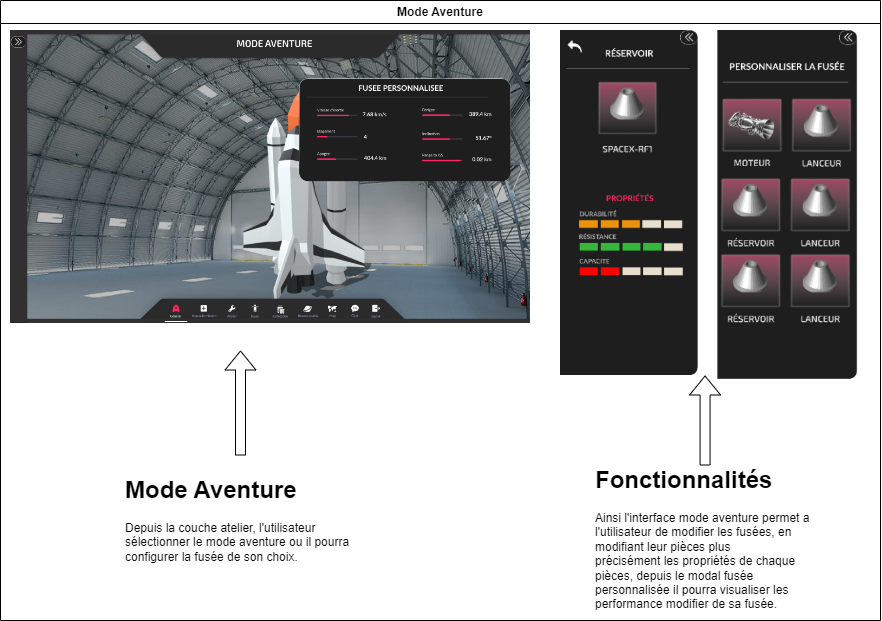 Mode Aventure
MODE AVENTURE
FUSEE PERSONNALISEE
7.68 km/s
389.4 km
4
51.67°
404.4 km
0.02 km
RÉSERVOIR
SPACEX-RF1
PROPRIÉTÉS
DURABILITÉ
RÉSISTANCE
CAPACITÉ
PERSONNALISER LA FUSÉE
MOTEUR LANCEUR
RÉSERVOIR LANCEUR
RÉSERVOIR LANCEUR
Mode Aventure
Depuis la couche atelier, l'utilisateur
sélectionner le mode aventure ou il pourra
configurer la fusée de son choix.
Fonctionnalités
Ainsi l'interface mode aventure permet a
l'utilisateur de modifier les fusées, en
modifiant leur pièces plus
précisément les propriétés de chaque
pièces, depuis le modal fusée
personnalisée il pourra visualiser les
performance modifier de sa fusée.